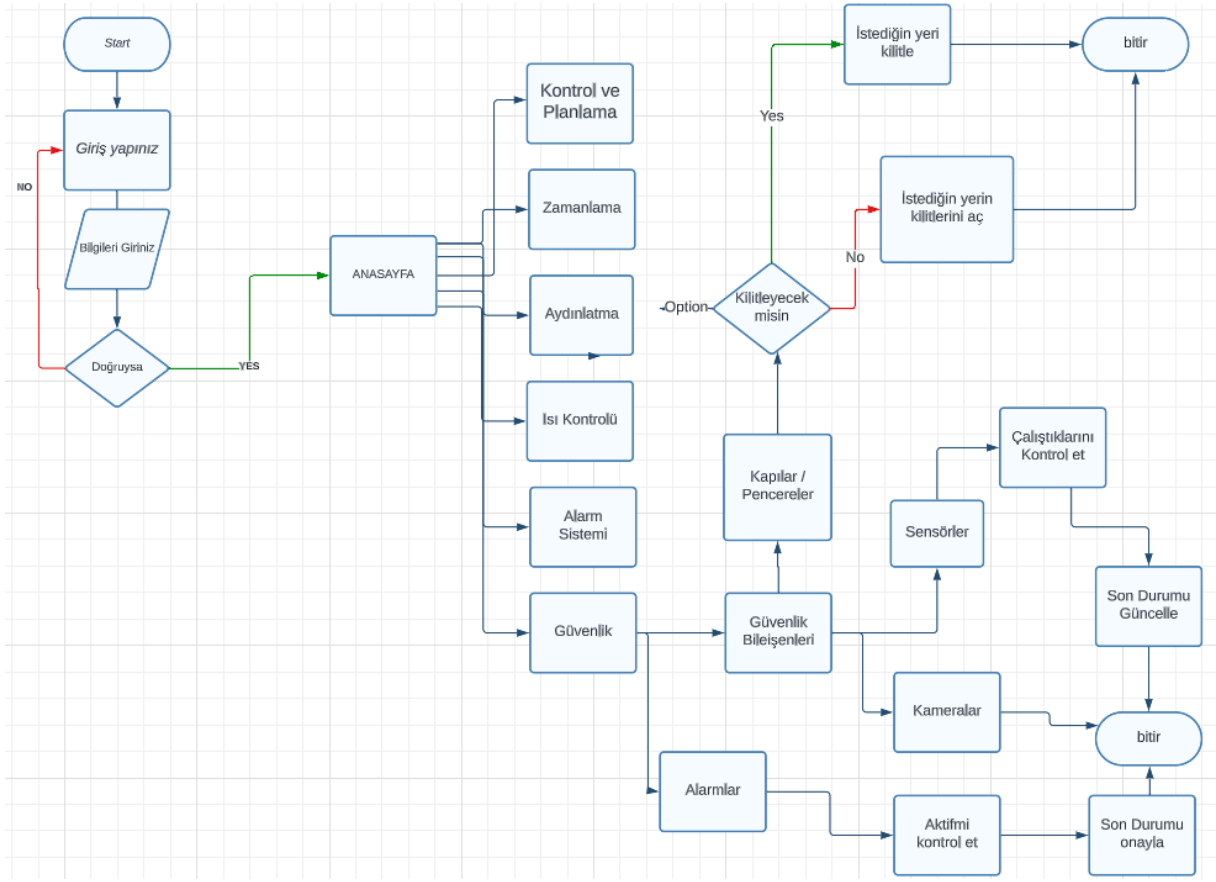 Start
Giriş yapınız
NO
Bilgileri Giriniz
Doğruysa
YES
ANASAYFA
Kontrol ve
Planlama
Zamanlama
Aydınlatma
Isı Kontrolü
Alarm
Sistemi
Güvenlik
Güvenlik
Bileişenleri
Kapılar /
Pencereler
Kilitleyecek
misin
Option
Yes
No
İstediğin yeri
kilitle
İstediğin yerin
kilitlerini aç
bitir
Sensörler
Çalıştıklarını
Kontrol et
Son Durumu
Güncelle
Kameralar
bitir
Alarmlar
Aktifmi
kontrol et
Son Durumu
onayla